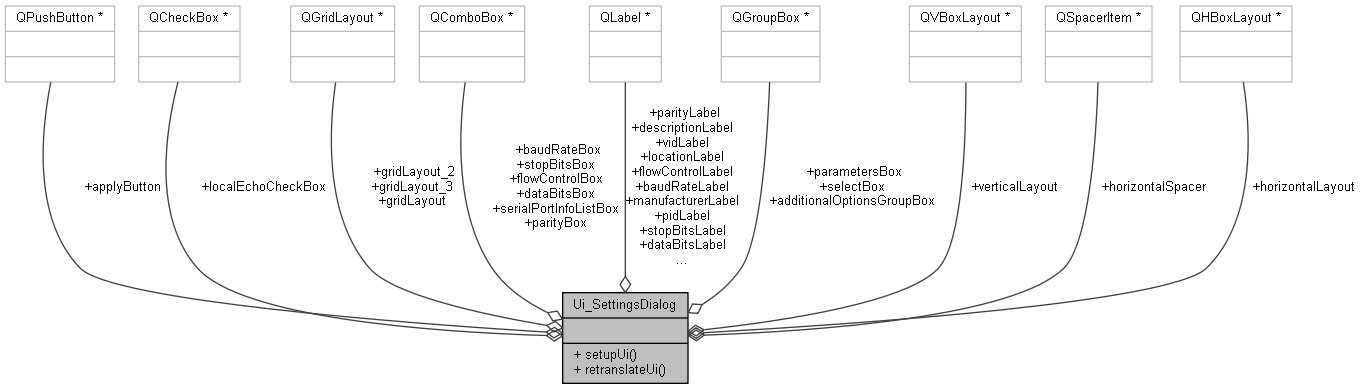 QPushButton *
QCheckBox *
QGridLayout *
QComboBox *
QLabel *
QGroupBox *
QVBoxLayout *
QSpacerItem *
QHBoxLayout *
+applyButton
+localEchoCheckBox
+gridLayout_2
+gridLayout_3
+gridLayout
+baudRateBox
+stopBitsBox
+flowControlBox
+dataBitsBox
+serialPortInfoListBox
+parityBox
+parityLabel
+descriptionLabel
+vidLabel
+locationLabel
+flowControlLabel
+baudRateLabel
+manufacturerLabel
+pidLabel
+stopBitsLabel
+dataBitsLabel
...
+parametersBox
+selectBox
+additionalOptionsGroupBox
+verticalLayout
+horizontalSpacer
+horizontalLayout
Ui_SettingsDialog
+ setupUi()
+ retranslateUi()